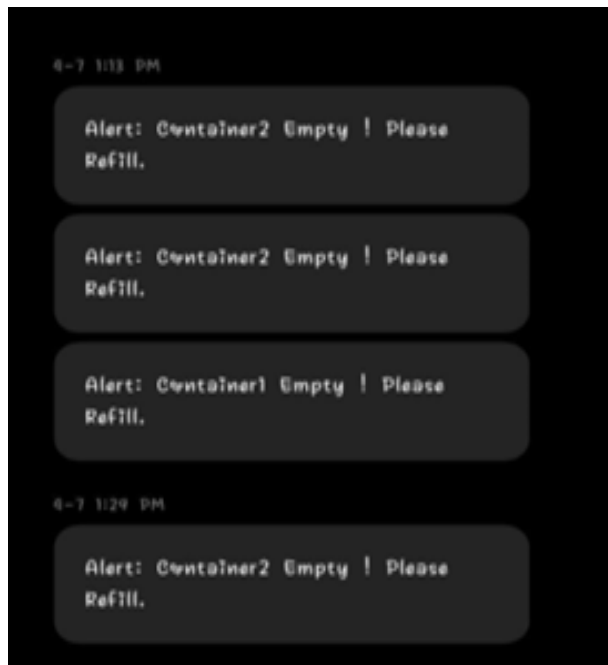 4-7 1:13 PM
Alert: Container2 Empty ! Please
Refill.
Alert: Container2 Empty ! Please
Refill.
Alert: Container1 Empty ! Please
Refill.
4-7 1:29 PM
Alert: Container2 Empty ! Please
Refill.